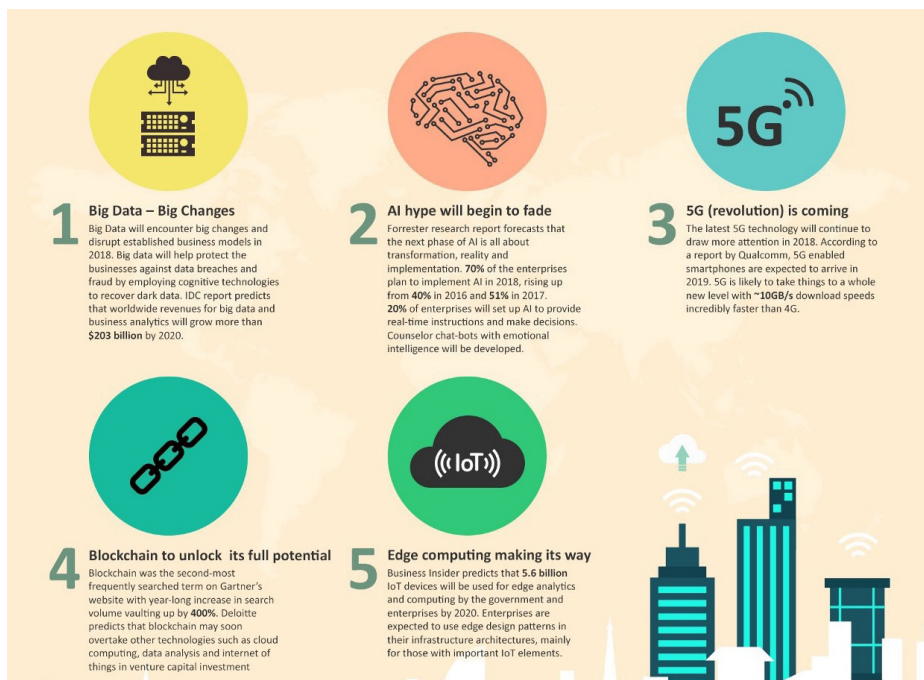 1
Big Data – Big Changes
Big Data will encounter big changes and
disrupt established business models in
2018. Big data will help protect the
businesses against data breaches and
fraud by employing cognitive technologies
to recover dark data. IDC report predicts
that worldwide revenues for big data and
business analytics will grow more than
$203 billion by 2020.
2
AI hype will begin to fade
Forrester research report forecasts that
the next phase of AI is all about
transformation, reality and
implementation. 70% of the enterprises
plan to implement AI in 2018, rising up
from 40% in 2016 and 51% in 2017.
20% of enterprises will set up AI to provide
real-time instructions and make decisions.
Counselor chat-bots with emotional
intelligence will be developed.
5G
3
5G (revolution) is coming
The latest 5G technology will continue to
draw more attention in 2018. According to
a report by Qualcomm, 5G enabled
smartphones are expected to arrive in
2019. 5G is likely to take things to a whole
new level with ~10GB/s download speeds
incredibly faster than 4G.
4
Blockchain to unlock its full potential
Blockchain was the second-most
frequently searched term on Gartner's
website with year-long increase in search
volume vaulting up by 400%. Deloitte
predicts that blockchain may soon
overtake other technologies such as cloud
computing, data analysis and internet of
things in venture capital investment
IoT
5
Edge computing making its way
Business Insider predicts that 5.6 billion
IoT devices will be used for edge analytics
and computing by the government and
enterprises by 2020. Enterprises are
expected to use edge design patterns in
their infrastructure architectures, mainly
for those with important IoT elements.